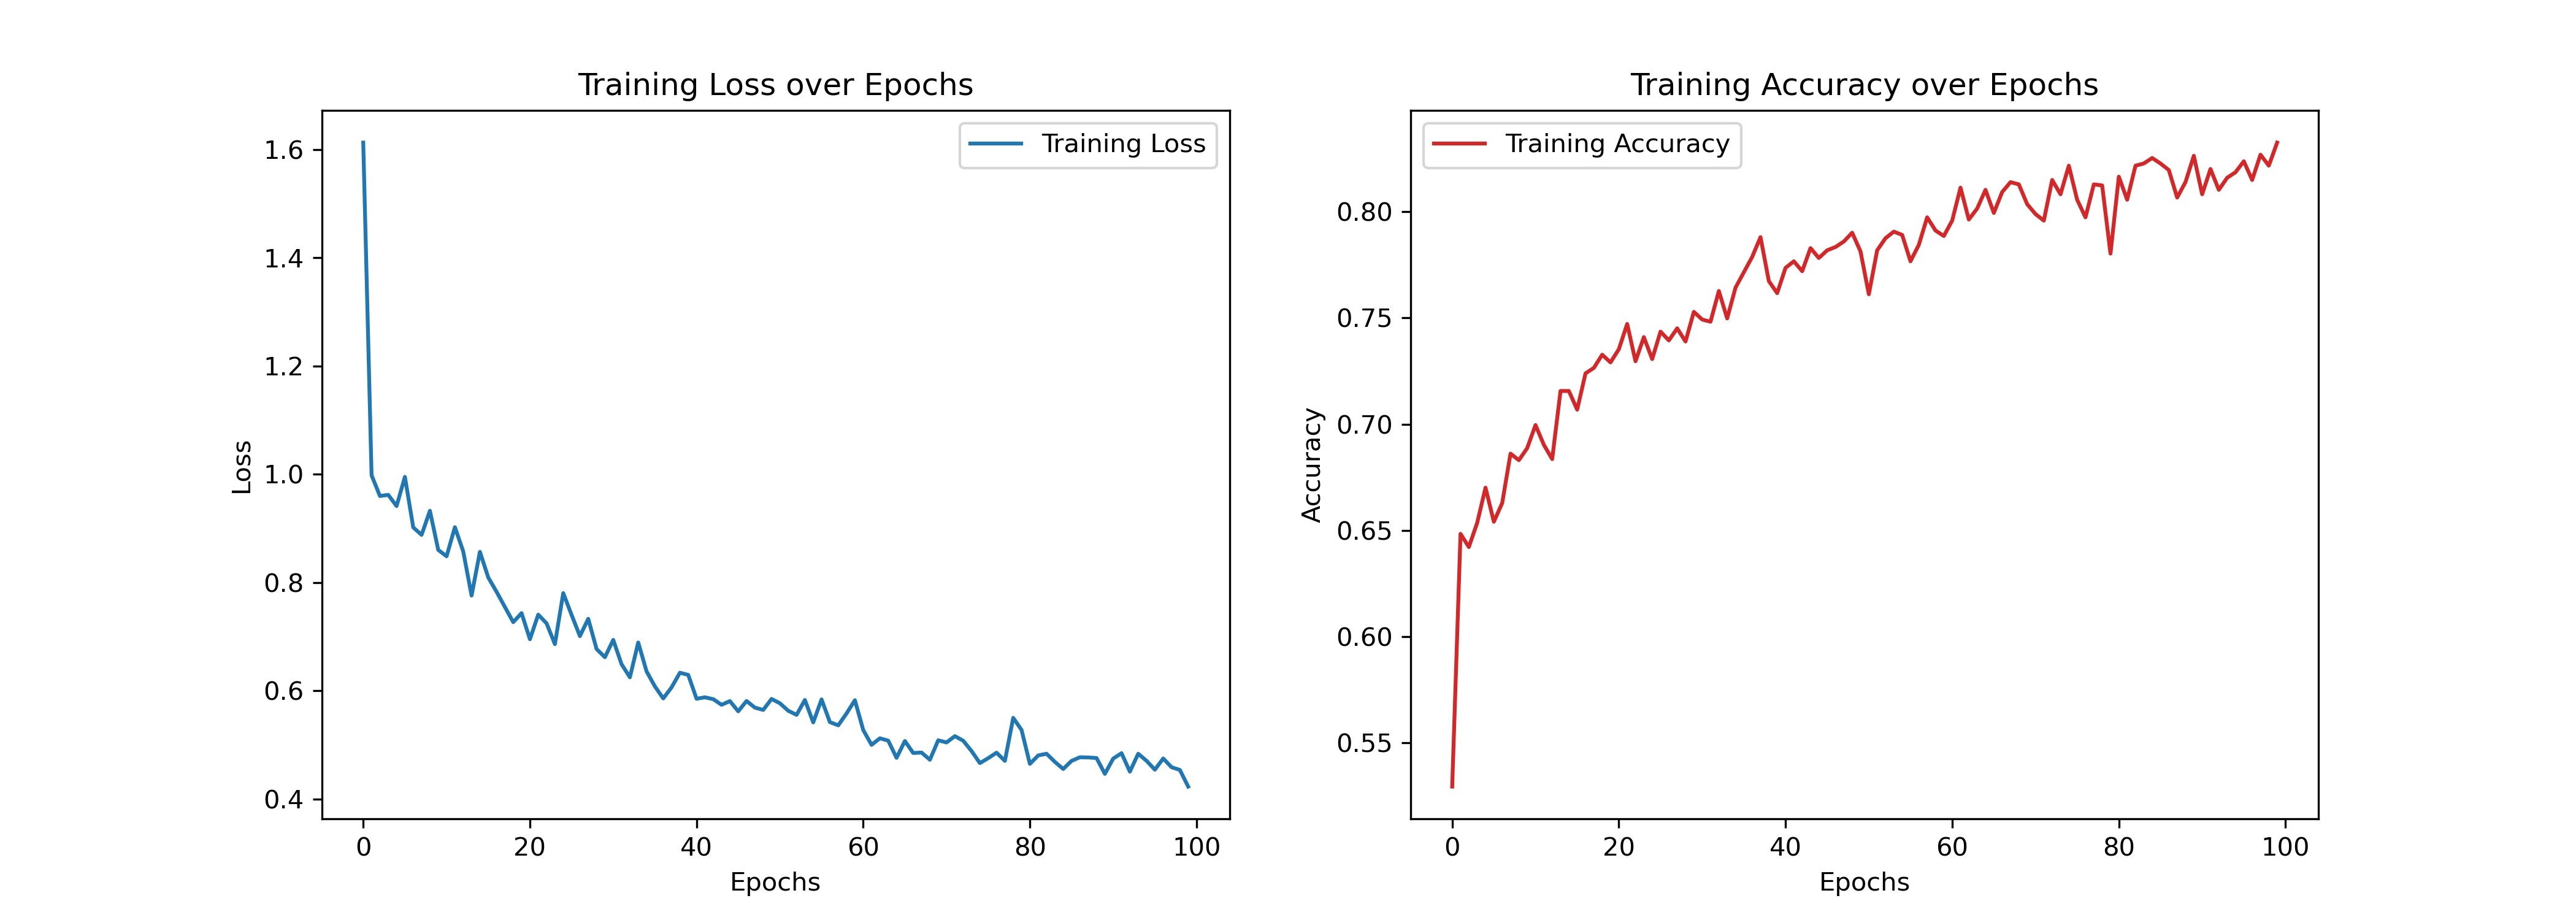 Training Loss over Epochs
Training Loss
1.6
1.4
1.2
1.0
0.8
0.6
0.4
Loss
0 20 40 60 80 100
Epochs
Training Accuracy over Epochs
Training Accuracy
0.80
0.75
0.70
0.65
0.60
0.55
Accuracy
0 20 40 60 80 100
Epochs